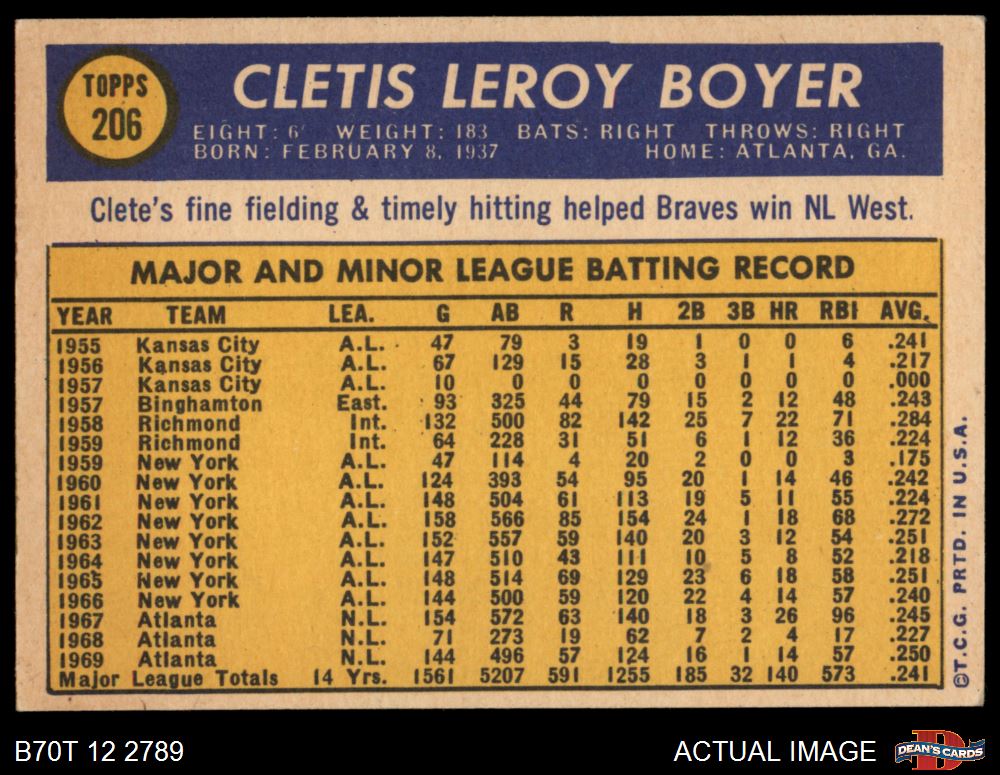 TOPPS
206
CLETIS LEROY BOYER
EIGHT: 6' WEIGHT: 183 BATS: RIGHT THROWS: RIGHT
BORN: FEBRUARY 8, 1937 HOME: ATLANTA, GA.
Clete's fine fielding & timely hitting helped Braves win NL West.
MAJOR AND MINOR LEAGUE BATTING RECORD
YEAR TEAM LEA. G AB R H 2B 3B HR RBI AVG.
1955 Kansas City A.L. 47 79 3 19 1 0 0 6 .241
1956 Kansas City A.L. 67 129 15 28 3 1 1 4 .217
1957 Kansas City A.L. 10 0 0 0 0 0 0 0 .000
1957 Binghamton East. 93 325 44 79 15 2 12 48 .243
1958 Richmond Int. 132 500 82 142 25 7 22 71 .284
1959 Richmond Int. 64 228 31 51 6 1 12 36 .224
1959 New York A.L. 47 114 4 20 2 0 0 3 .175
1960 New York A.L. 124 393 54 95 20 1 14 46 .242
1961 New York A.L. 148 504 61 113 19 5 11 55 .224
1962 New York A.L. 158 566 85 154 24 1 18 68 .272
1963 New York A.L. 152 557 59 140 20 3 12 54 .251
1964 New York A.L. 147 510 43 111 10 5 8 52 .218
1965 New York A.L. 148 514 69 129 23 6 18 58 .251
1966 New York A.L. 144 500 59 120 22 4 14 57 .240
1967 Atlanta N.L. 154 572 63 140 18 3 26 96 .245
1968 Atlanta N.L. 71 273 19 62 7 2 4 17 .227
1969 Atlanta N.L. 144 496 57 124 16 1 14 57 .250
Major League Totals 14 Yrs. 1561 5207 591 1255 185 32 140 573 .241
©T.C.G. PRTD. IN U.S.A.
B70T 12 2789
ACTUAL IMAGE
DEAN'S CARDS